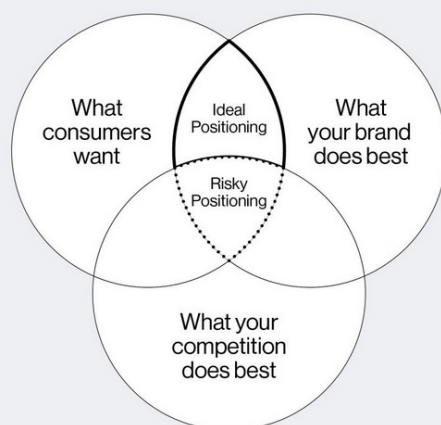 What
consumers
want
Ideal
Positioning
What
your brand
does best
Risky
Positioning
What your
competition
does best